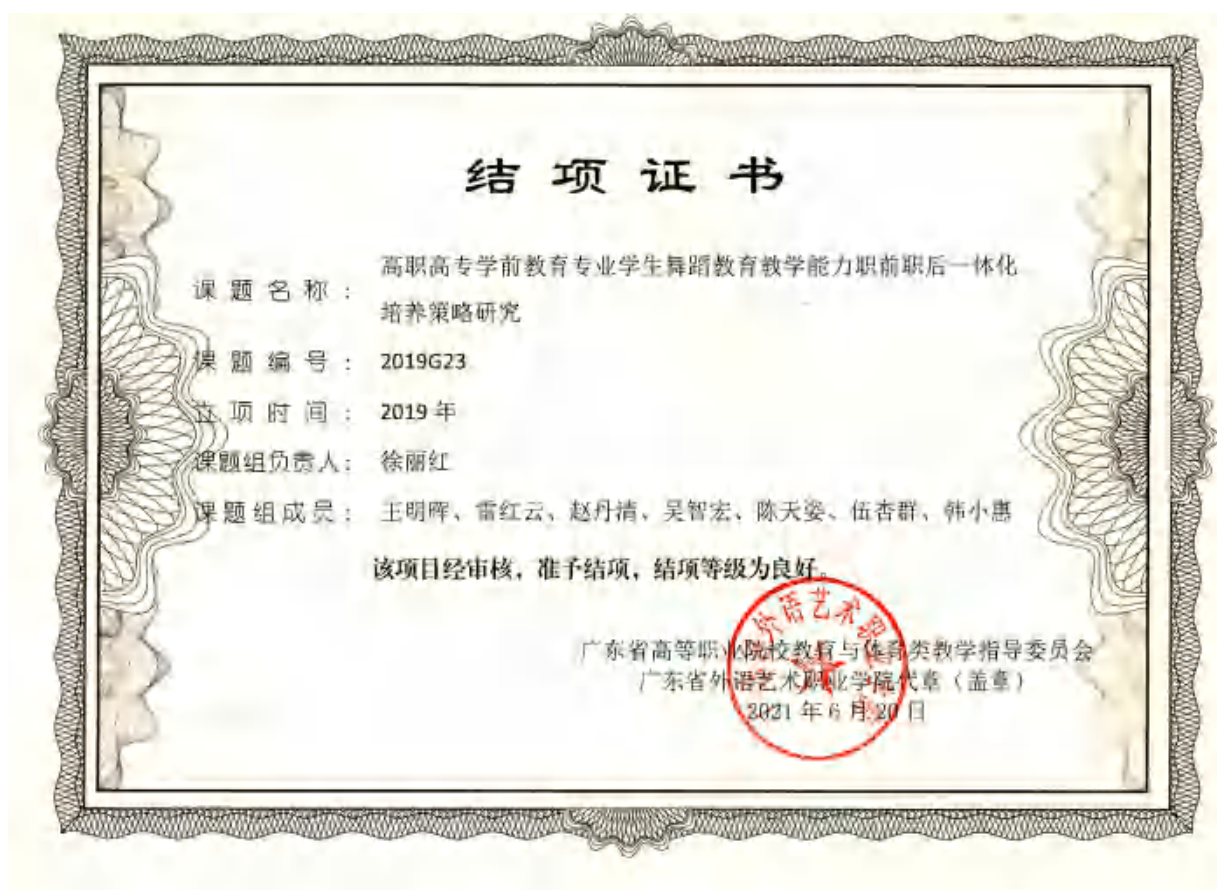 结项证书
课题名称：高职高专学前教育专业学生舞蹈教育教学能力职前职后一体化
培养策略研究
课题编号：2019G23
立项时间：2019 年
课题组负责人：徐丽红
课题组成员：王明晖、雷红云、赵丹清、吴智宏、陈天姿、伍杏群、韩小惠
该项目经审核，准予结项，结项等级为良好。
广东省高等职业院校教育与体育类教学指导委员会
广东省外语艺术职业学院代章（盖章）
2021 年 6 月 20 日
外语艺术职